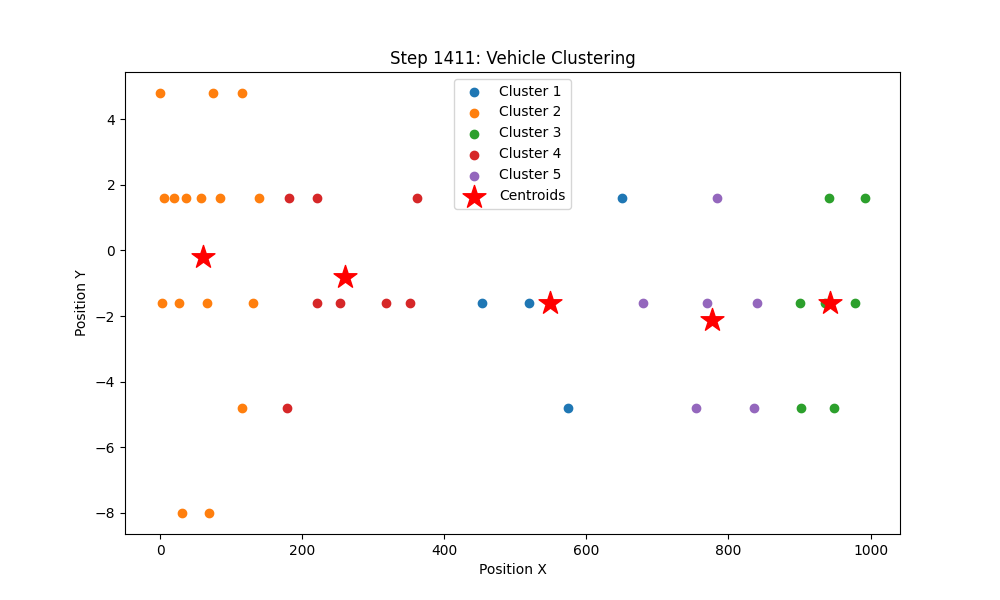 Step 1411: Vehicle Clustering
Cluster 1
Cluster 2
Cluster 3
Cluster 4
Cluster 5
Centroids
Position Y
4
2
0
−2
−4
−6
−8
0 200 400 600 800 1000
Position X